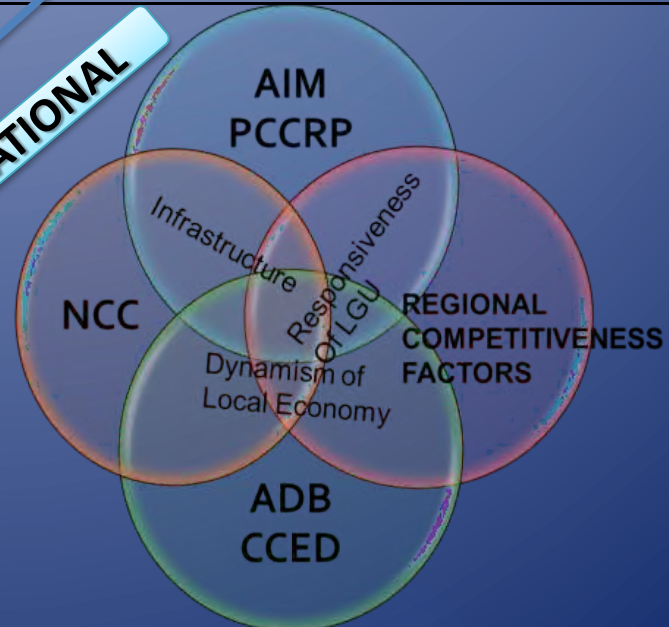 ATIONAL
AIM
PCCRP
Infrastructure
Responsiveness
Of LGU
NCC
REGIONAL
COMPETITIVENESS
FACTORS
Dynamism of
Local Economy
ADB
CCED